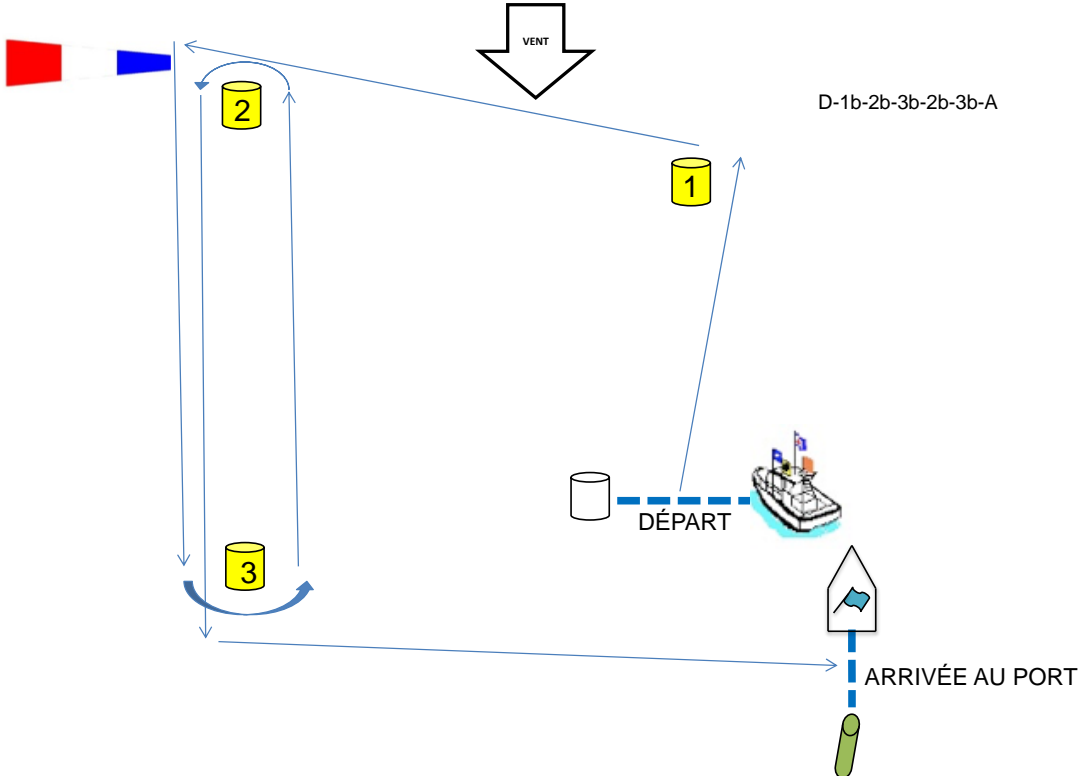 VENT
D-1b-2b-3b-2b-3b-A
2
1
DÉPART
3
ARRIVÉE AU PORT